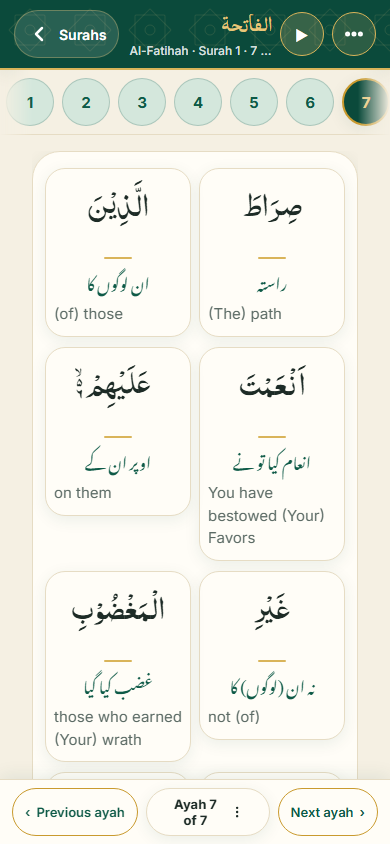 ‹ Surahs
الفاتحة
Al-Fatihah · Surah 1 · 7 ...
1 2 3 4 5 6 7
صِرَاطَ
راستہ
(The) path
الَّذِيْنَ
ان لوگوں کا
(of) those
اَنْعَمْتَ
انعام کیا تو نے
You have
bestowed (Your)
Favors
عَلَيْهِمْ ۙ۬
اوپر ان کے
on them
غَيْرِ
نہ ان (لوگوں) کا
not (of)
الْمَغْضُوْبِ
غضب کیا گیا
those who earned
(Your) wrath
‹ Previous ayah
Ayah 7
of 7
Next ayah ›